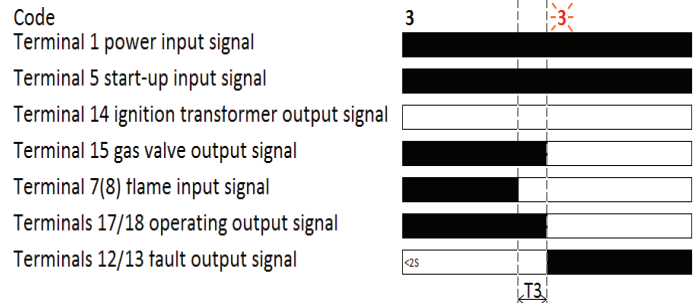 Code 3 3
Terminal 1 power input signal
Terminal 5 start-up input signal
Terminal 14 ignition transformer output signal
Terminal 15 gas valve output signal
Terminal 7(8) flame input signal
Terminals 17/18 operating output signal
Terminals 12/13 fault output signal <2S
T3